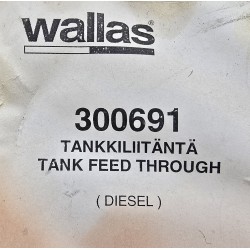 wallas®
300691
TANKKILIITÄNTÄ
TANK FEED THROUGH
( DIESEL )